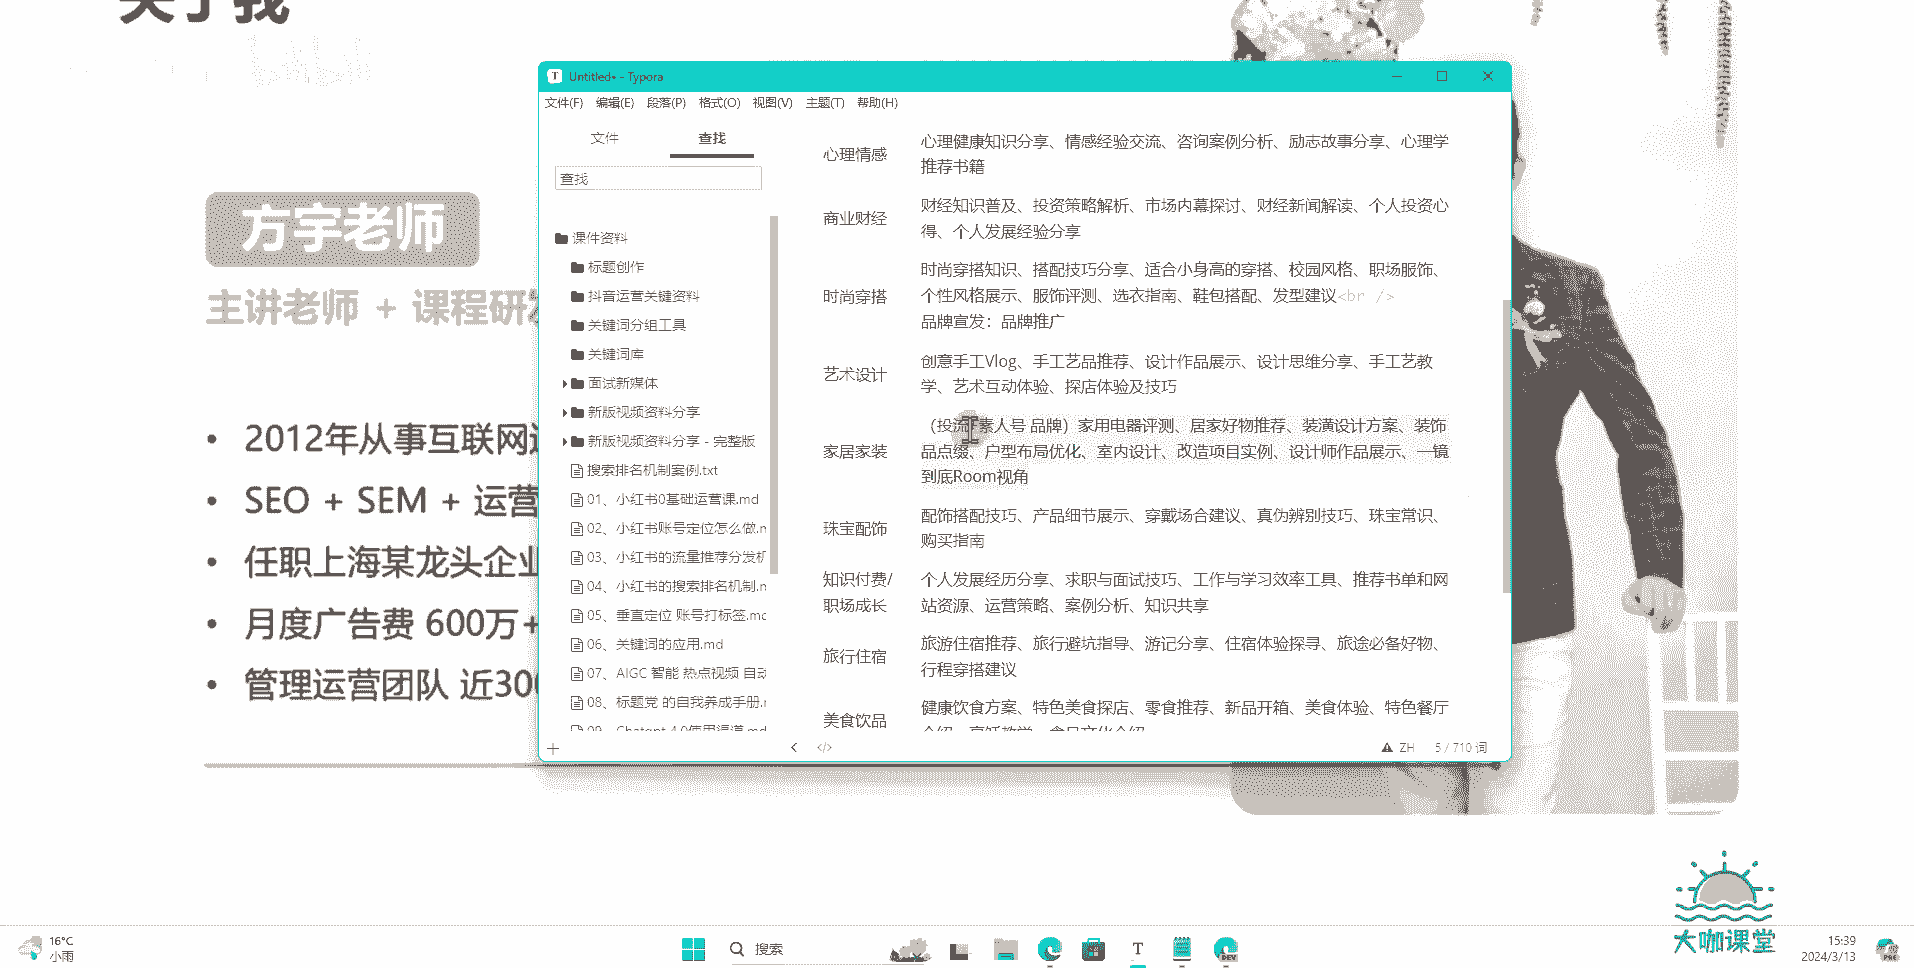 关于我
bilibili
方宇老师
主讲老师 + 课程研
2012年从事互联网
SEO + SEM + 运营
任职上海某龙头企业
月度广告费 600万+
管理运营团队 近300
Untitled• - Typora
文件(F) 编辑(E) 段落(P) 格式(O) 视图(V) 主题(T) 帮助(H)
文件 查找
查找
课件资料
标题创作
抖音运营关键资料
关键词分组工具
关键词库
面试新媒体
新版视频资料分享
新版视频资料分享 - 完整版
搜索排名机制案例.txt
01、小红书0基础运营课.md
02、小红书账号定位怎么做.m
03、小红书的流量推荐分发机
04、小红书的搜索排名机制.m
05、垂直定位 账号打标签.md
06、关键词的应用.md
07、AIGC 智能 热点视频 自动
08、标题党 的自我养成手册.m
09、Chatgpt 4.0使用渠道.md
心理情感
心理健康知识分享、情感经验交流、咨询案例分析、励志故事分享、心理学
推荐书籍
商业财经
财经知识普及、投资策略解析、市场内幕探讨、财经新闻解读、个人投资心
得、个人发展经验分享
时尚穿搭
时尚穿搭知识、搭配技巧分享、适合小身高的穿搭、校园风格、职场服饰、
个性风格展示、服饰评测、选衣指南、鞋包搭配、发型建议<br />
品牌宣发：品牌推广
艺术设计
创意手工Vlog、手工艺品推荐、设计作品展示、设计思维分享、手工艺教
学、艺术互动体验、探店体验及技巧
家居家装
（投流 素人号 品牌）家用电器评测、居家好物推荐、装潢设计方案、装饰
品点缀、户型布局优化、室内设计、改造项目实例、设计师作品展示、一镜
到底Room视角
珠宝配饰
配饰搭配技巧、产品细节展示、穿戴场合建议、真伪辨别技巧、珠宝常识、
购买指南
知识付费/
职场成长
个人发展经历分享、求职与面试技巧、工作与学习效率工具、推荐书单和网
站资源、运营策略、案例分析、知识共享
旅行住宿
旅游住宿推荐、旅行避坑指导、游记分享、住宿体验探寻、旅途必备好物、
行程穿搭建议
美食饮品
健康饮食方案、特色美食探店、零食推荐、新品开箱、美食体验、特色餐厅
介绍、烹饪教学、食品文化介绍
ZH 5 / 710 词
大咖课堂
16°C
小雨
搜索
DEV
15:39
2024/3/13
PRE